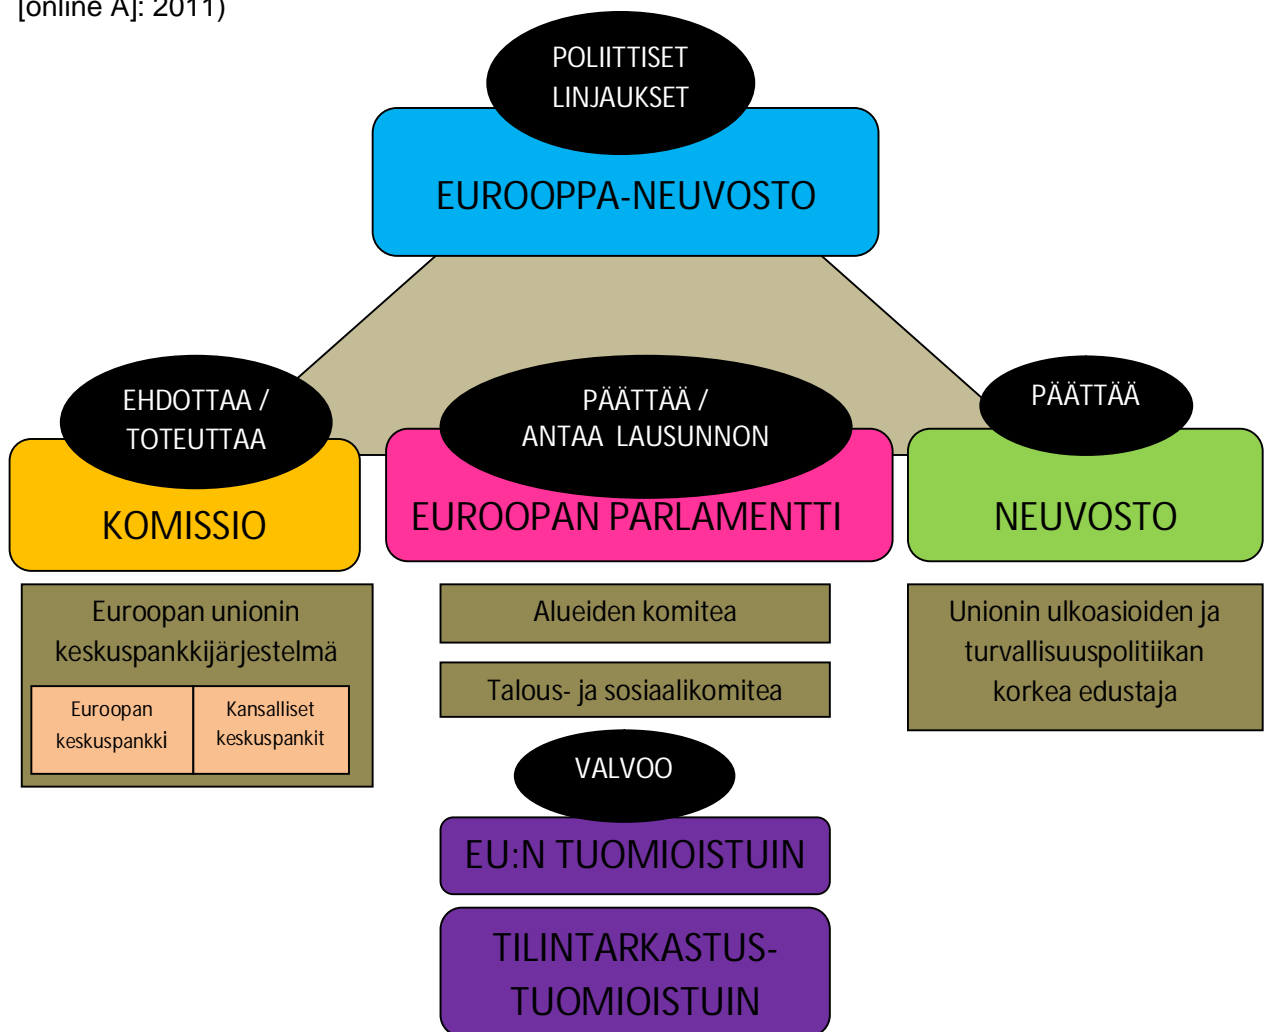 [online A]: 2011)
POLIITTISET
LINJAUKSET
EUROOPPA-NEUVOSTO
EHDOTTAA /
TOTEUTTAA
KOMISSIO
PÄÄTTÄÄ /
ANTAA LAUSUNNON
EUROOPAN PARLAMENTTI
PÄÄTTÄÄ
NEUVOSTO
Euroopan unionin
keskuspankkijärjestelmä
Euroopan
keskuspankki
Kansalliset
keskuspankit
Alueiden komitea
Talous- ja sosiaalikomitea
Unionin ulkoasioiden ja
turvallisuuspolitiikan
korkea edustaja
VALVOO
EU:N TUOMIOISTUIN
TILINTARKASTUS-
TUOMIOISTUIN